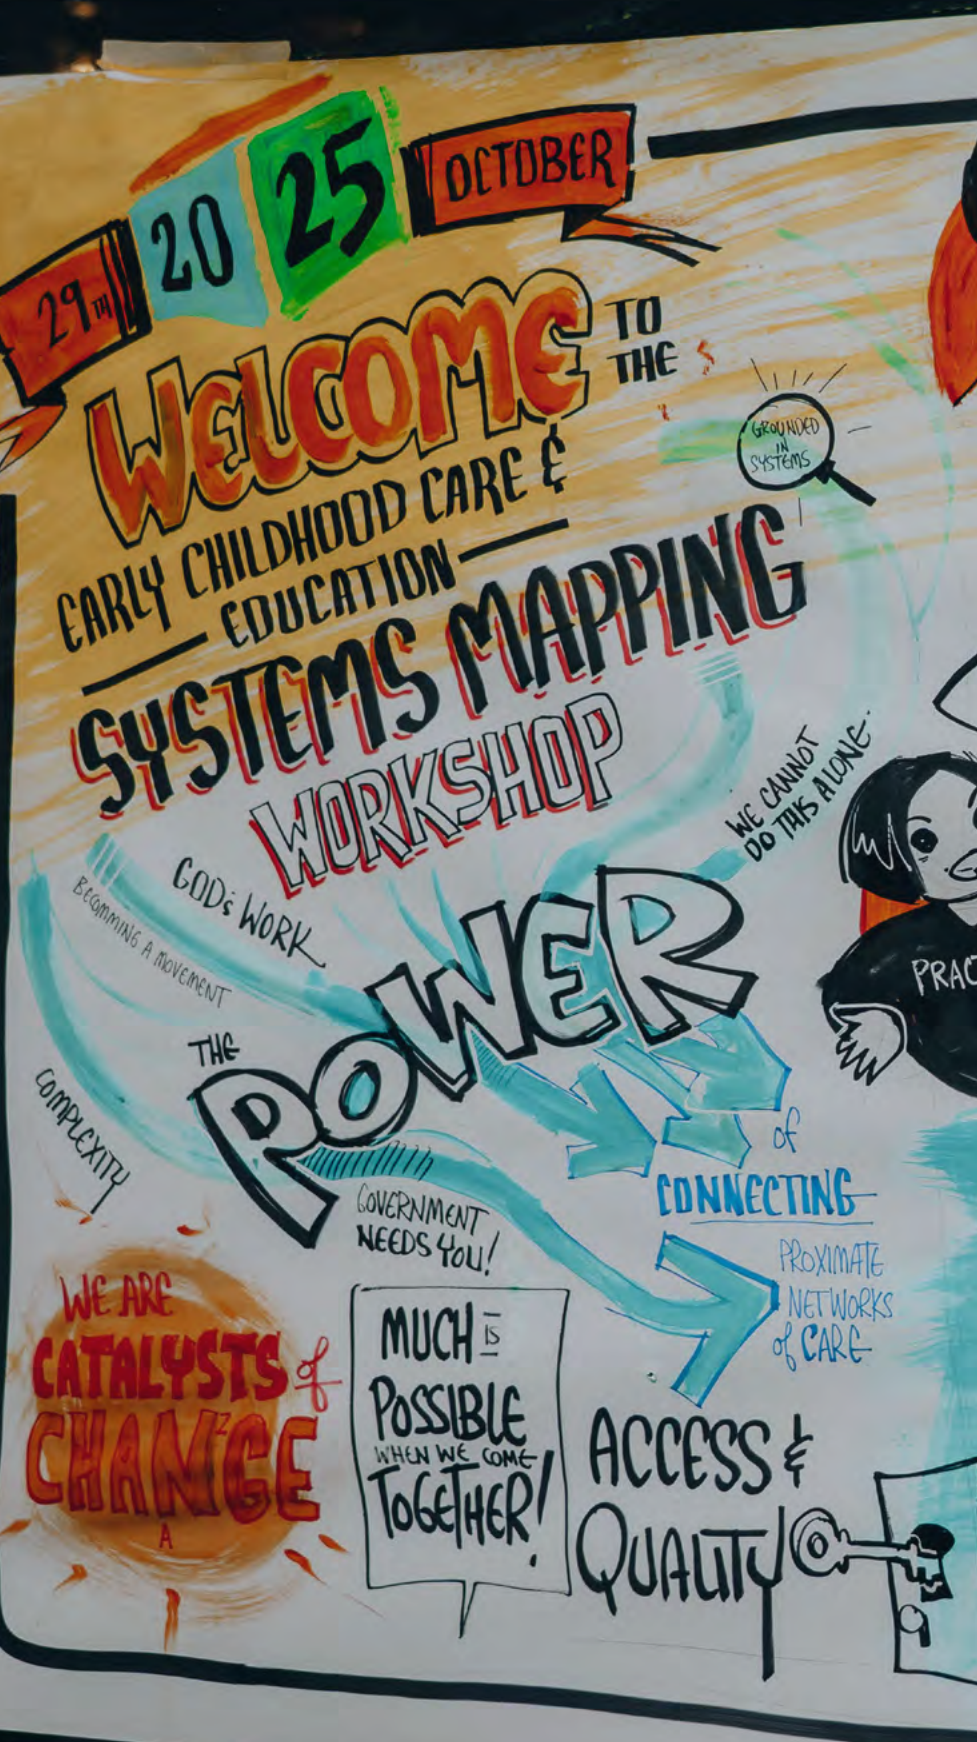 29TH 20 25 OCTOBER
WELCOME TO
THE
EARLY CHILDHOOD CARE &
EDUCATION
SYSTEMS MAPPING
WORKSHOP
GROUNDED
IN
SYSTEMS
WE CANNOT
DO THIS ALONE.
GOD's WORK
BECOMMING A MOVEMENT
COMPLEXITY
PRAC
THE
POWER
of
CONNECTING
PROXIMATE
NETWORKS
of CARE
GOVERNMENT
NEEDS YOU!
WE ARE
CATALYSTS of
CHANGE
MUCH IS
POSSIBLE
WHEN WE COME
TOGETHER!
ACCESS &
QUALITY